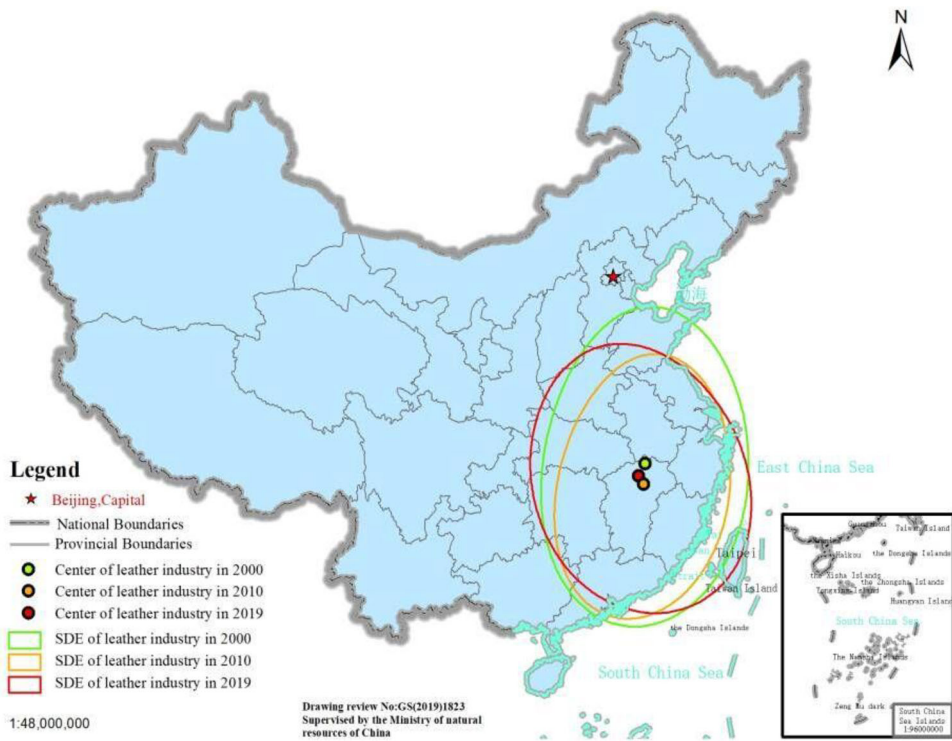 N
勃海
East China Sea
Taipei
Taiwan Island
the Dongsha Islands
South China Sea
Legend
Beijing,Capital
National Boundaries
Provincial Boundaries
Center of leather industry in 2000
Center of leather industry in 2010
Center of leather industry in 2019
SDE of leather industry in 2000
SDE of leather industry in 2010
SDE of leather industry in 2019
1:48,000,000
Drawing review No:GS(2019)1823
Supervised by the Ministry of natural
resources of China
Taiwan Island
Haikou
the Dongsha Islands
the Xisha Islands
the Zhongsha Islands
Huangyan Island
South China Sea
The Nansha Islands
South China
Sea Islands
1:96000000